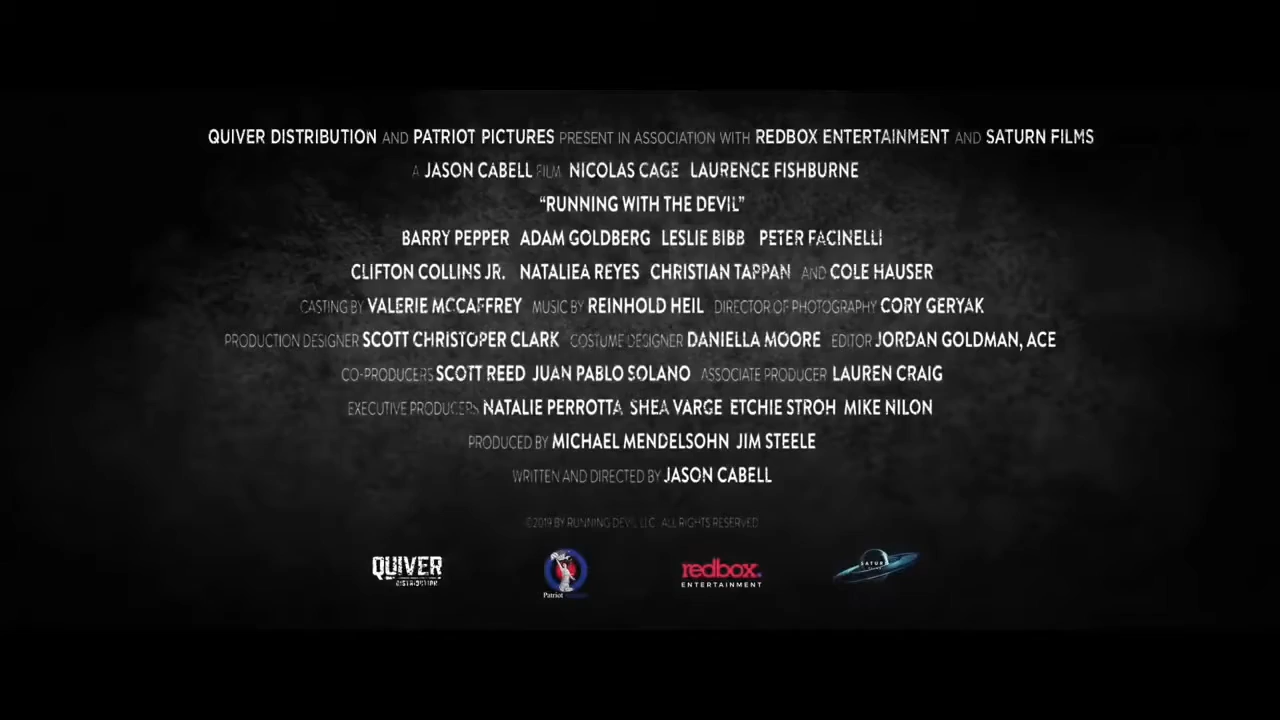 QUIVER DISTRIBUTION AND PATRIOT PICTURES PRESENT IN ASSOCIATION WITH REDBOX ENTERTAINMENT AND SATURN FILMS
A JASON CABELL FILM NICOLAS CAGE LAURENCE FISHBURNE
“RUNNING WITH THE DEVIL”
BARRY PEPPER ADAM GOLDBERG LESLIE BIBB PETER FACINELLI
CLIFTON COLLINS JR. NATALIEA REYES CHRISTIAN TAPPAN AND COLE HAUSER
CASTING BY VALERIE MCCAFFREY MUSIC BY REINHOLD HEIL DIRECTOR OF PHOTOGRAPHY CORY GERYAK
PRODUCTION DESIGNER SCOTT CHRISTOPER CLARK COSTUME DESIGNER DANIELLA MOORE EDITOR JORDAN GOLDMAN, ACE
CO-PRODUCERS SCOTT REED JUAN PABLO SOLANO ASSOCIATE PRODUCER LAUREN CRAIG
EXECUTIVE PRODUCERS NATALIE PERROTTA SHEA VARGE ETCHIE STROH MIKE NILON
PRODUCED BY MICHAEL MENDELSOHN JIM STEELE
WRITTEN AND DIRECTED BY JASON CABELL
©2019 BY RUNNING DEVIL LLC ALL RIGHTS RESERVED
QUIVER DISTRIBUTION
Patriot
redbox. ENTERTAINMENT
SATURN